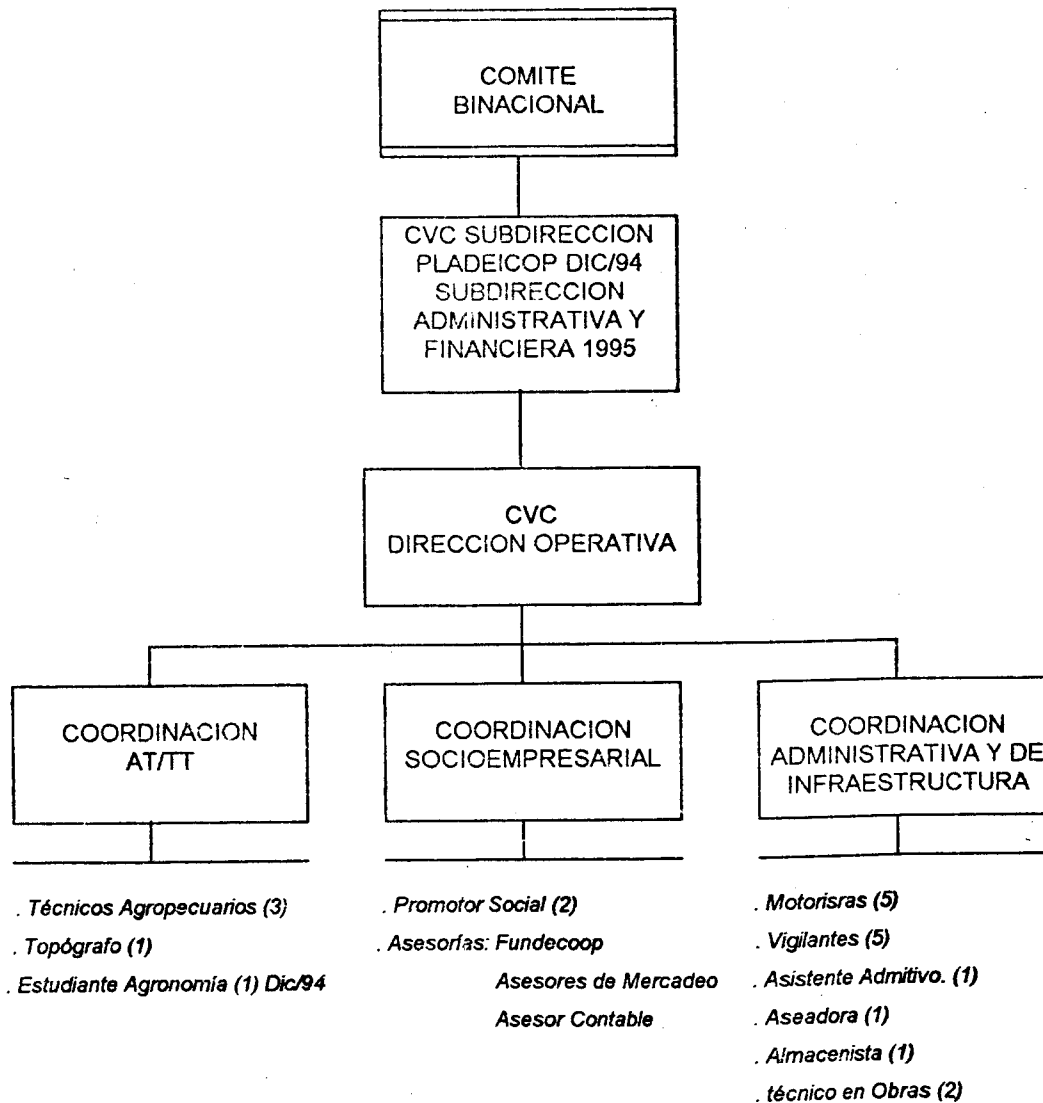 COMITE
BINACIONAL
CVC SUBDIRECCION
PLADEICOP DIC/94
SUBDIRECCION
ADMINISTRATIVA Y
FINANCIERA 1995
CVC
DIRECCION OPERATIVA
COORDINACION
AT/TT
COORDINACION
SOCIOEMPRESARIAL
COORDINACION
ADMINISTRATIVA Y DE
INFRAESTRUCTURA
. Técnicos Agropecuarios (3)
. Topógrafo (1)
. Estudiante Agronomía (1) Dic/94
. Promotor Social (2)
. Asesorías: Fundecoop
Asesores de Mercadeo
Asesor Contable
. Motorisras (5)
. Vigilantes (5)
. Asistente Admitivo. (1)
. Aseadora (1)
. Almacenista (1)
. técnico en Obras (2)